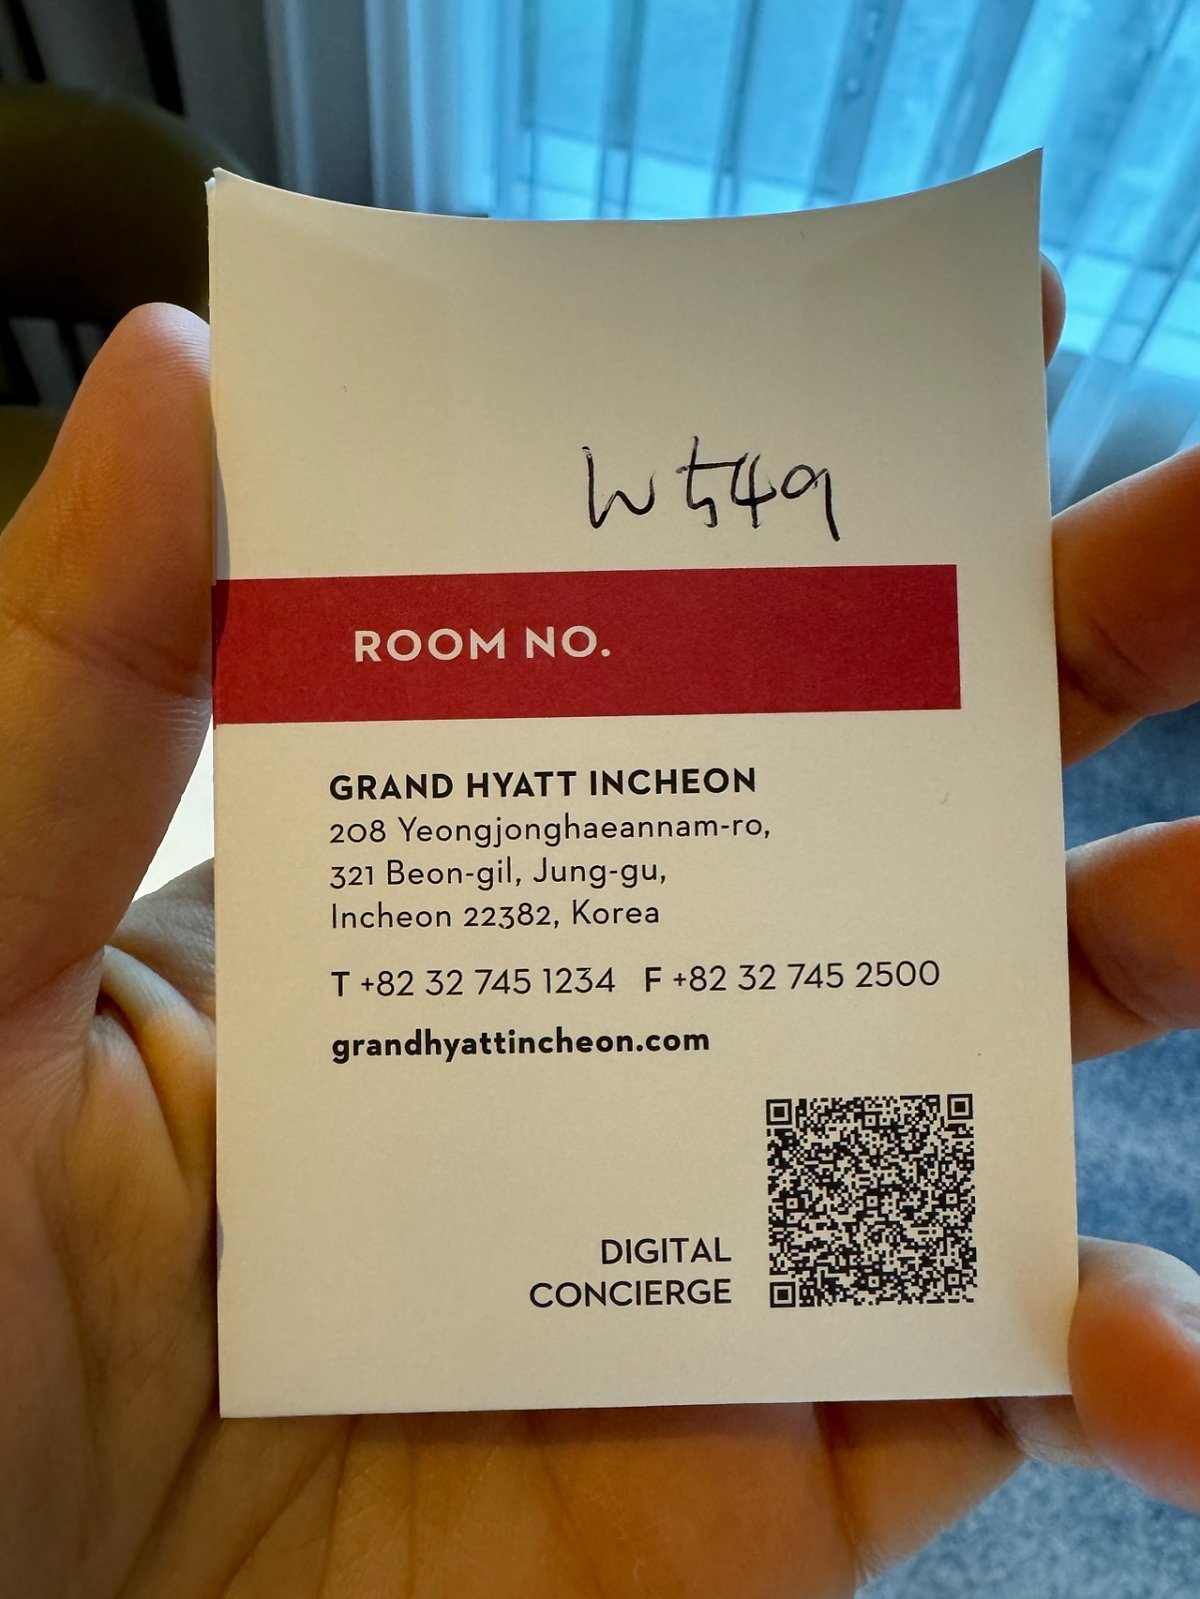 W549
ROOM NO.
GRAND HYATT INCHEON
208 Yeongjonghaeannam-ro,
321 Beon-gil, Jung-gu,
Incheon 22382, Korea
T +82 32 745 1234 F +82 32 745 2500
grandhyattincheon.com
DIGITAL
CONCIERGE